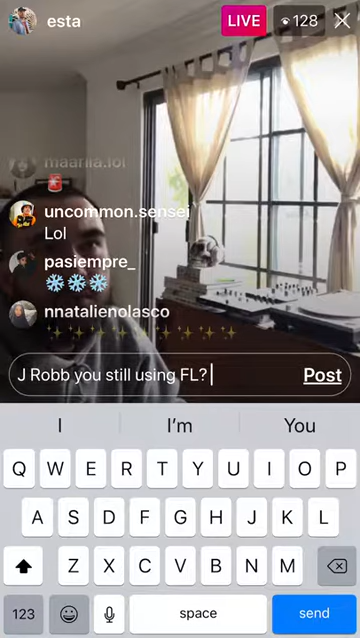 esta LIVE 128
maariia.lol
uncommon.sensei
Lol
pasiempre_
nnatalienolasco
J Robb you still using FL? Post
I I'm You
Q W E R T Y U I O P
A S D F G H J K L
Z X C V B N M
123 space send